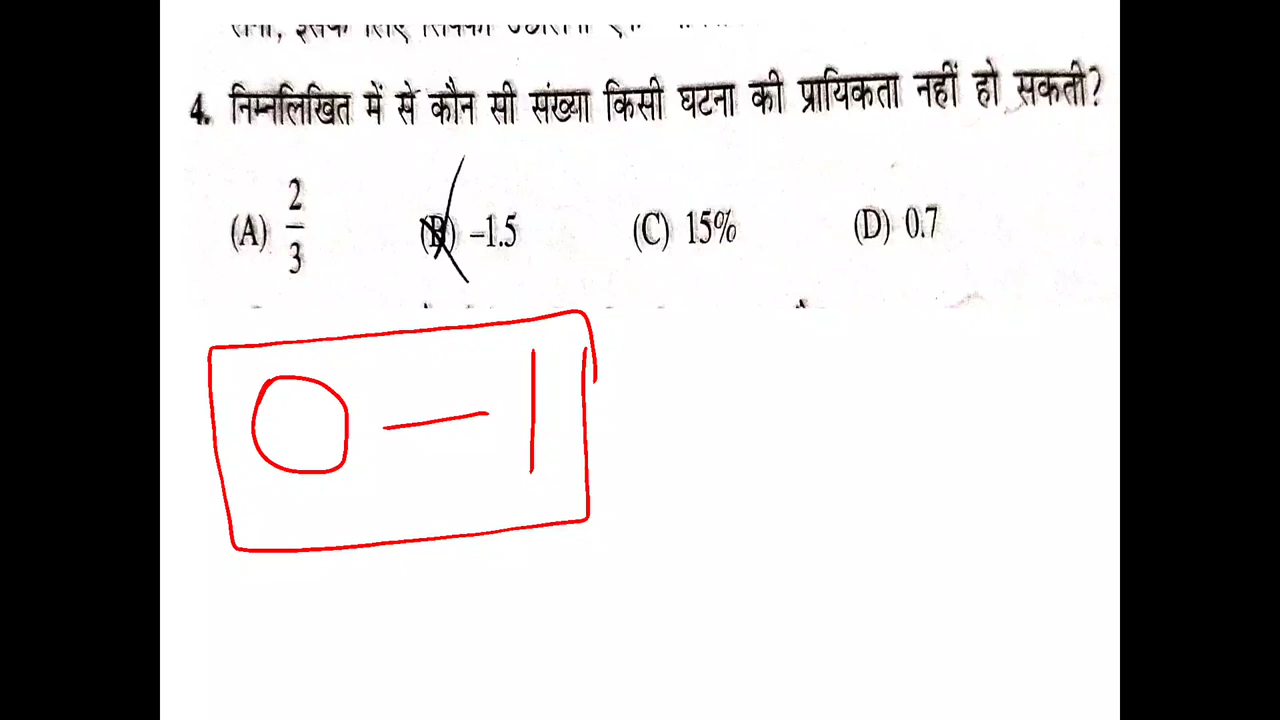 4. निम्नलिखित में से कौन सी संख्या किसी घटना की प्रायिकता नहीं हो सकती?
(A) 2/3 (B) –1.5 (C) 15% (D) 0.7
0 — 1